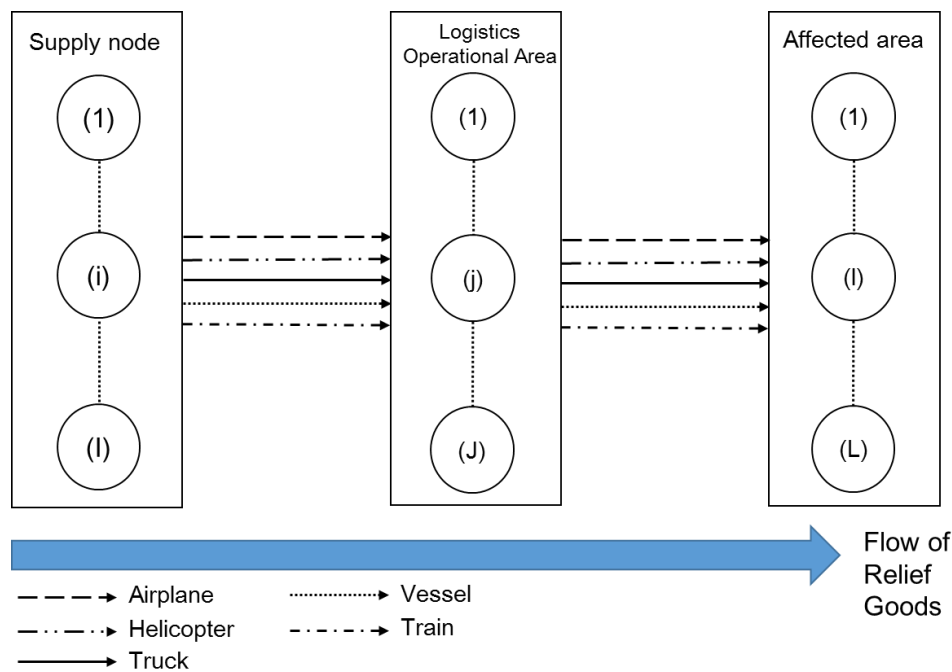 Supply node
(1)
(i)
(I)
Logistics
Operational Area
(1)
(j)
(J)
Affected area
(1)
(l)
(L)
Flow of
Relief
Goods
Airplane
Helicopter
Truck
Vessel
Train